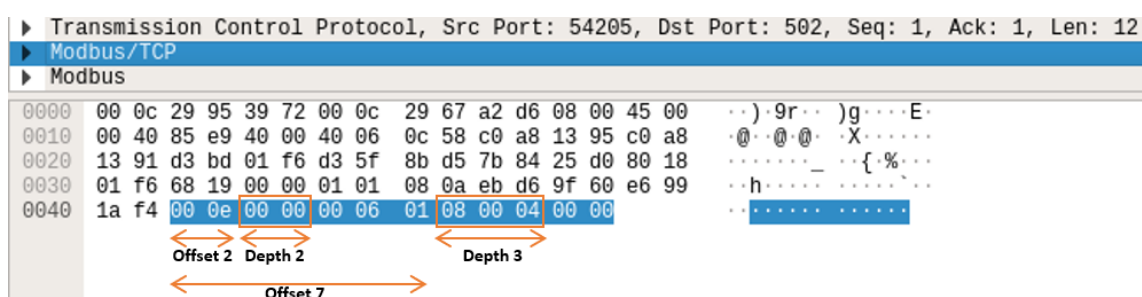 Transmission Control Protocol, Src Port: 54205, Dst Port: 502, Seq: 1, Ack: 1, Len: 12
Modbus/TCP
Modbus
0000 00 0c 29 95 39 72 00 0c 29 67 a2 d6 08 00 45 00 ··)·9r·· )g····E·
0010 00 40 85 e9 40 00 40 06 0c 58 c0 a8 13 95 c0 a8 ·@··@·@· ·X······
0020 13 91 d3 bd 01 f6 d3 5f 8b d5 7b 84 25 d0 80 18 ·······_ ··{·%···
0030 01 f6 68 19 00 00 01 01 08 0a eb d6 9f 60 e6 99 ··h····· ·····`··
0040 1a f4 00 0e 00 00 00 06 01 08 00 04 00 00 ········ ······
Offset 2 Depth 2 Depth 3
Offset 7